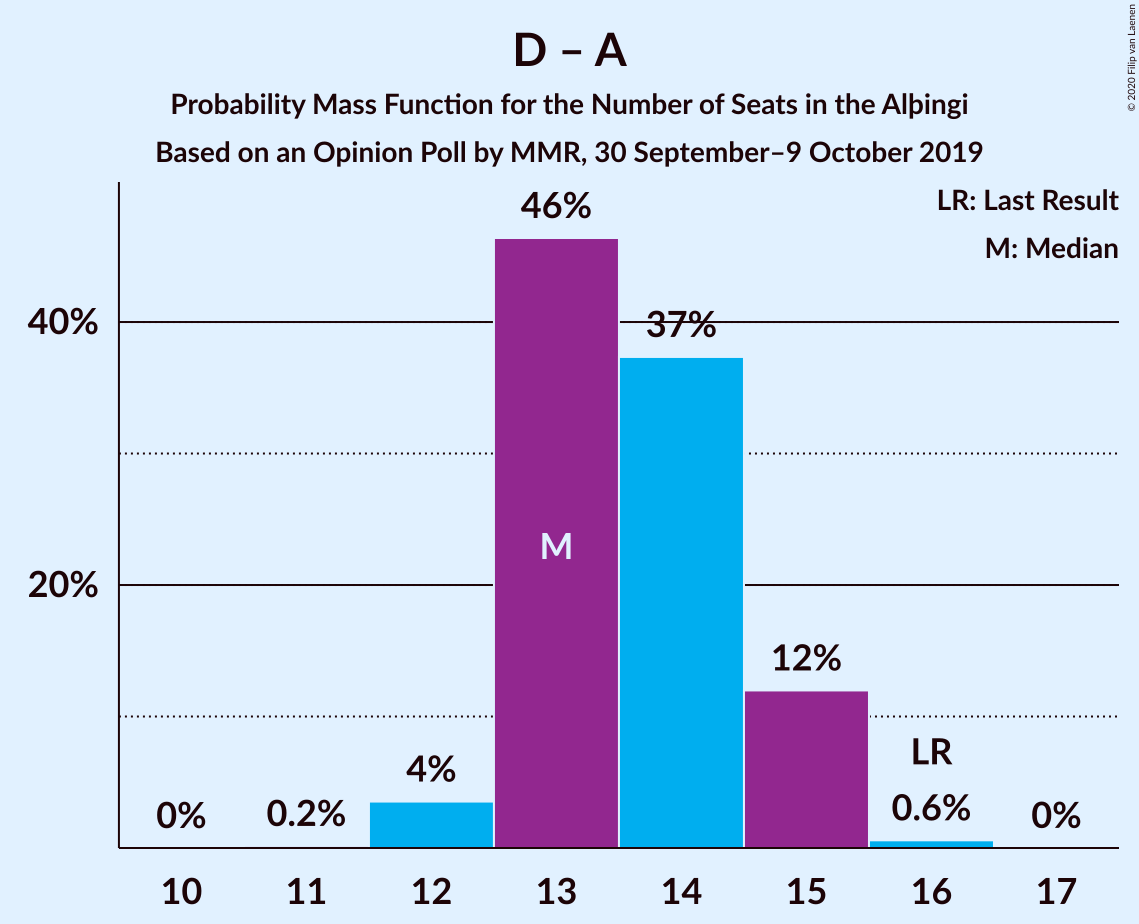 D – A
Probability Mass Function for the Number of Seats in the Alþingi
Based on an Opinion Poll by MMR, 30 September–9 October 2019
© 2020 Filip van Laenen
LR: Last Result
M: Median
46%
40%
37%
M
20%
12%
LR
4%
0%
0.2%
0.6%
0%
10 11 12 13 14 15 16 17